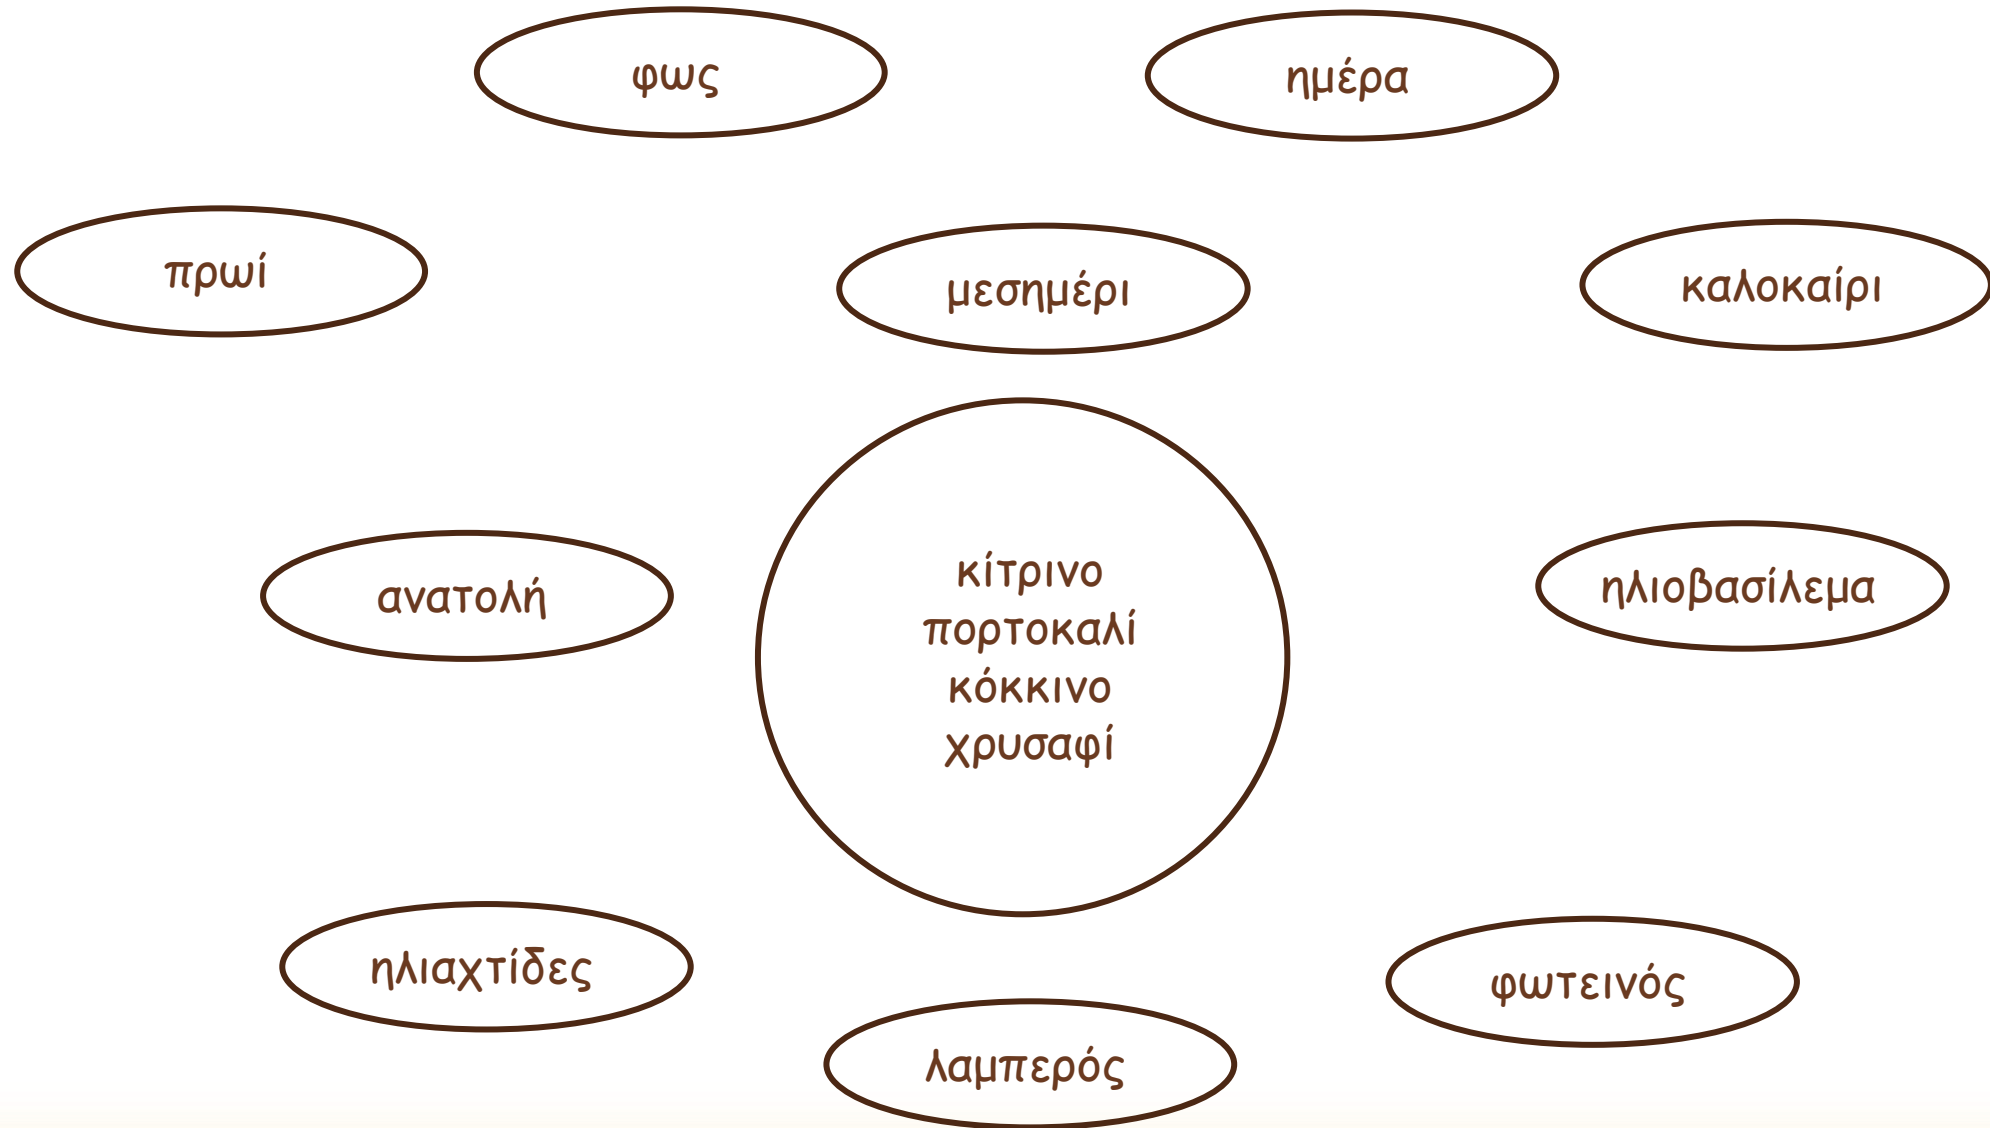 φως
ημέρα
πρωί
μεσημέρι
καλοκαίρι
κίτρινο
πορτοκαλί
κόκκινο
χρυσαφί
ανατολή
ηλιοβασίλεμα
ηλιαχτίδες
φωτεινός
λαμπερός